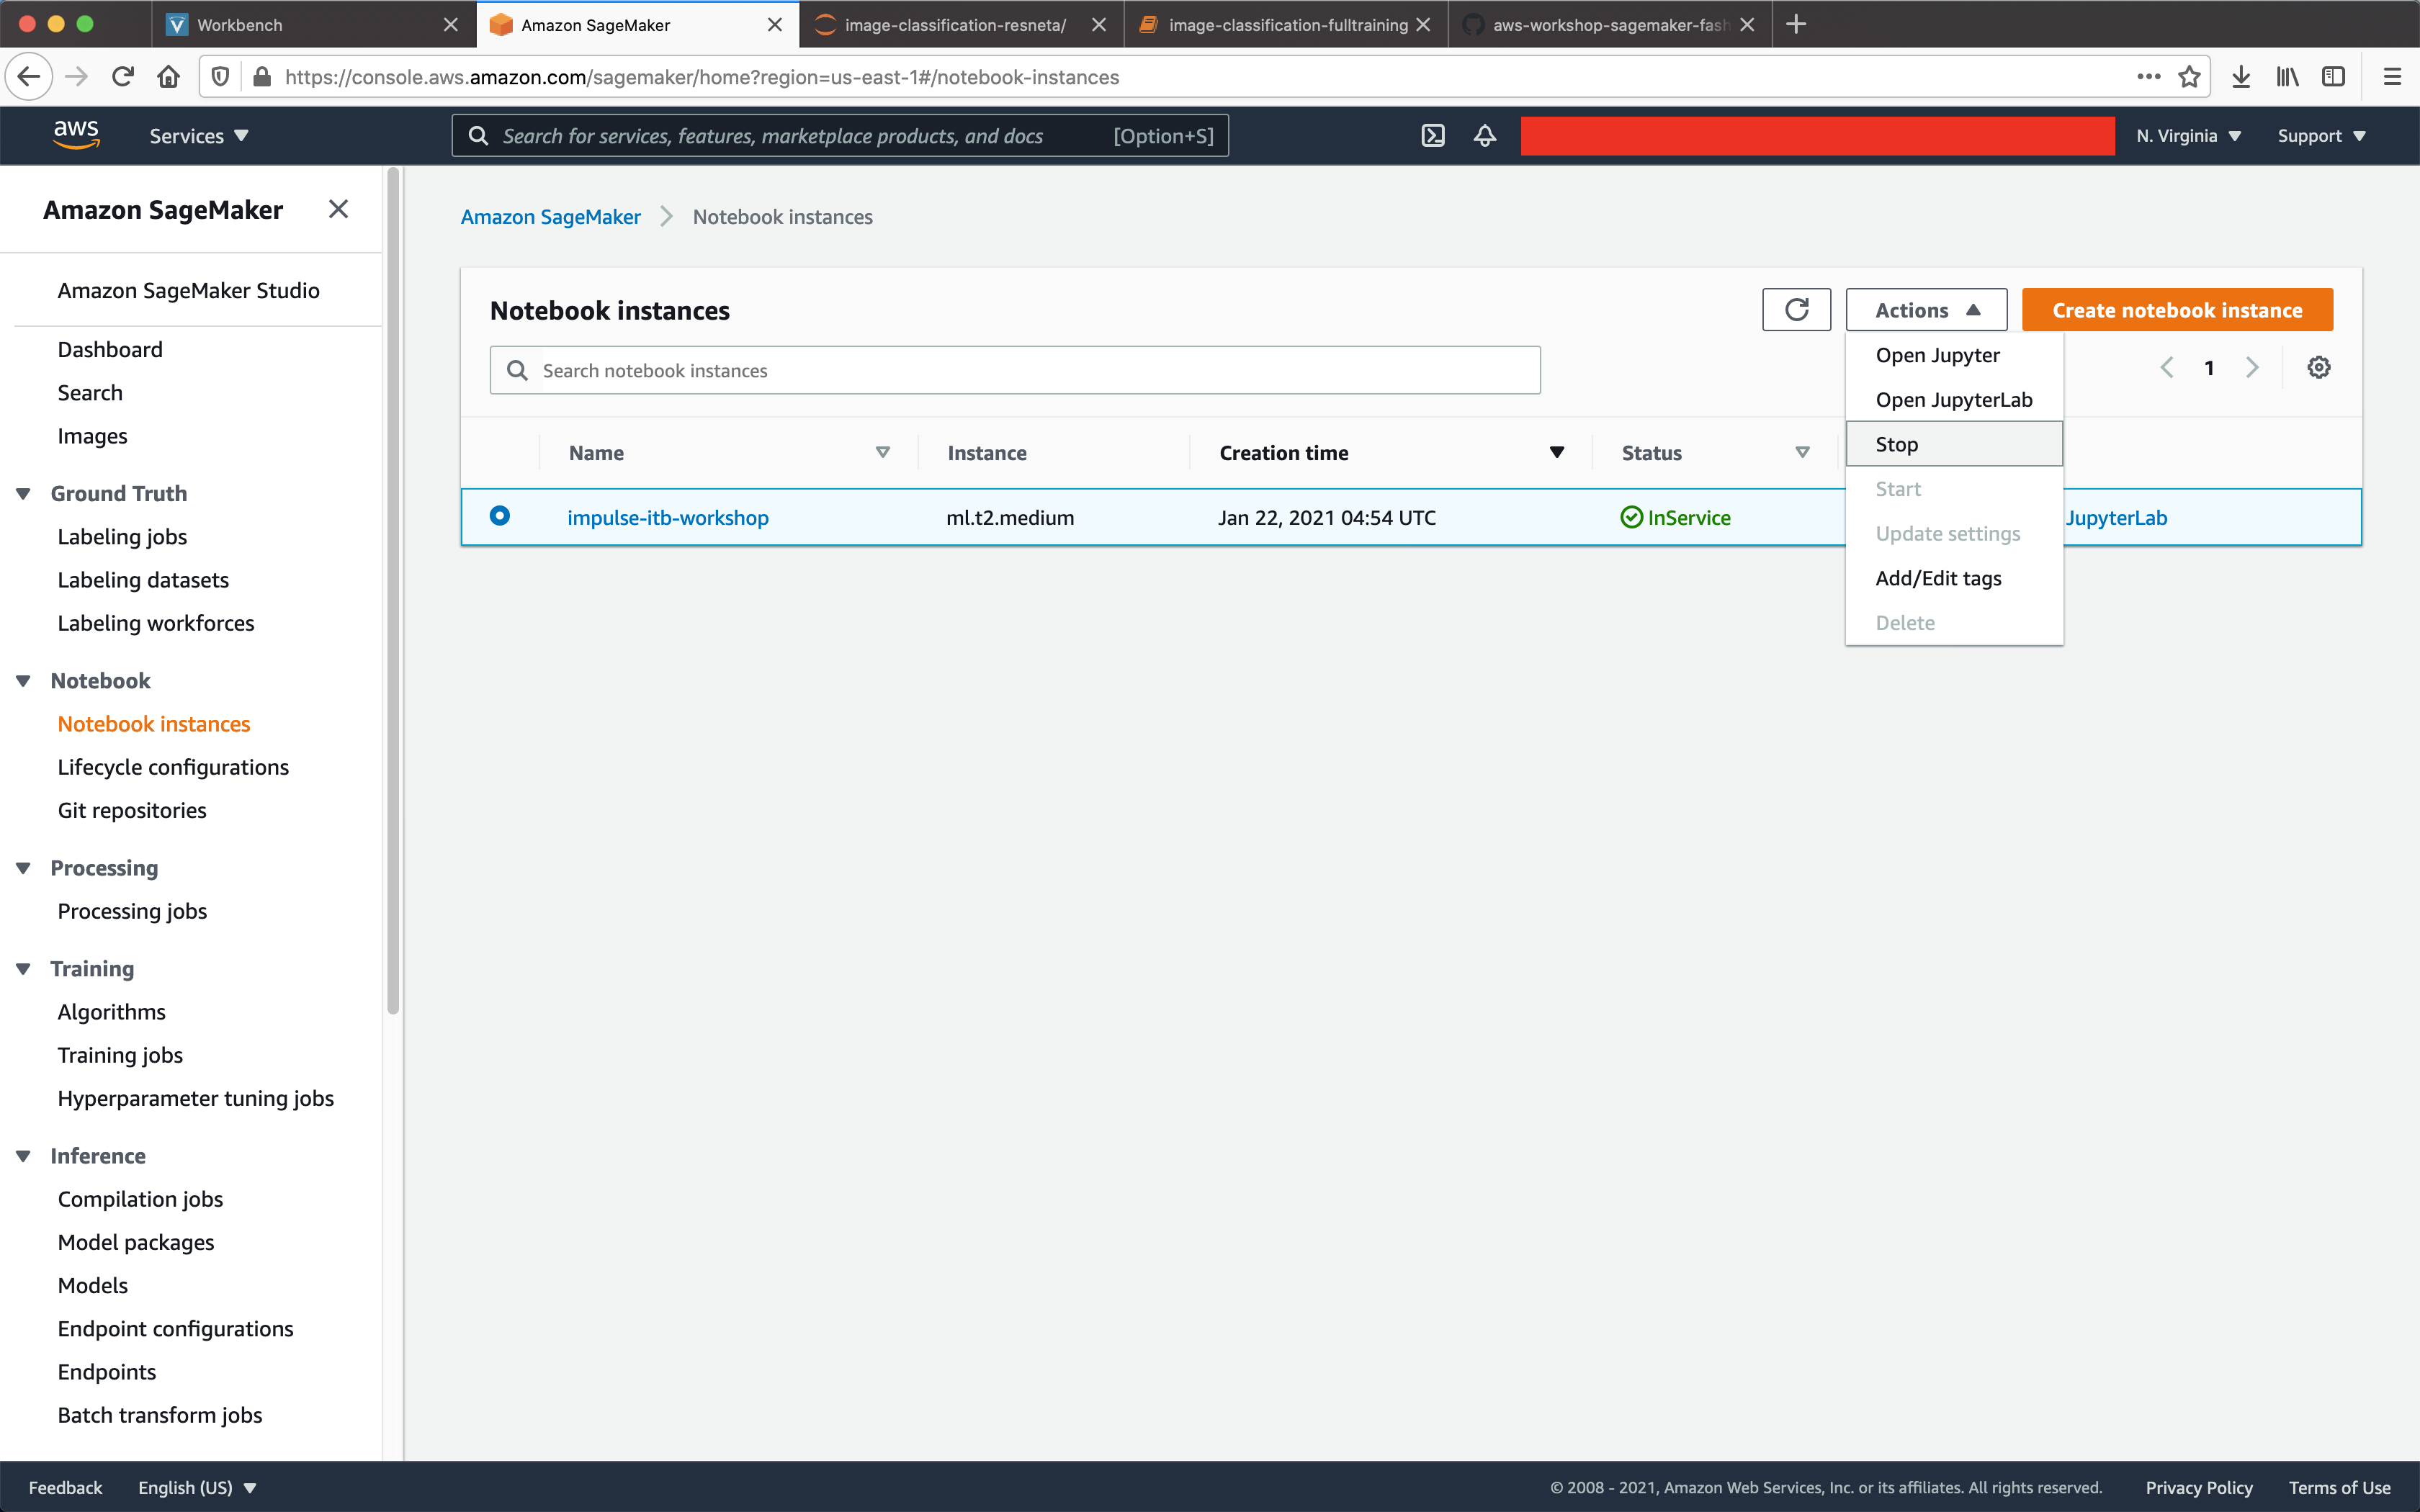 Workbench
Amazon SageMaker
image-classification-resneta/
image-classification-fulltraining
aws-workshop-sagemaker-fash
https://console.aws.amazon.com/sagemaker/home?region=us-east-1#/notebook-instances
aws
Services
Search for services, features, marketplace products, and docs
[Option+S]
N. Virginia
Support
Amazon SageMaker
Amazon SageMaker Studio
Dashboard
Search
Images
Ground Truth
Labeling jobs
Labeling datasets
Labeling workforces
Notebook
Notebook instances
Lifecycle configurations
Git repositories
Processing
Processing jobs
Training
Algorithms
Training jobs
Hyperparameter tuning jobs
Inference
Compilation jobs
Model packages
Models
Endpoint configurations
Endpoints
Batch transform jobs
Amazon SageMaker
Notebook instances
Notebook instances
Actions
Create notebook instance
Search notebook instances
1
Name
Instance
Creation time
Status
impulse-itb-workshop
ml.t2.medium
Jan 22, 2021 04:54 UTC
InService
JupyterLab
Open Jupyter
Open JupyterLab
Stop
Start
Update settings
Add/Edit tags
Delete
Feedback
English (US)
© 2008 - 2021, Amazon Web Services, Inc. or its affiliates. All rights reserved.
Privacy Policy
Terms of Use